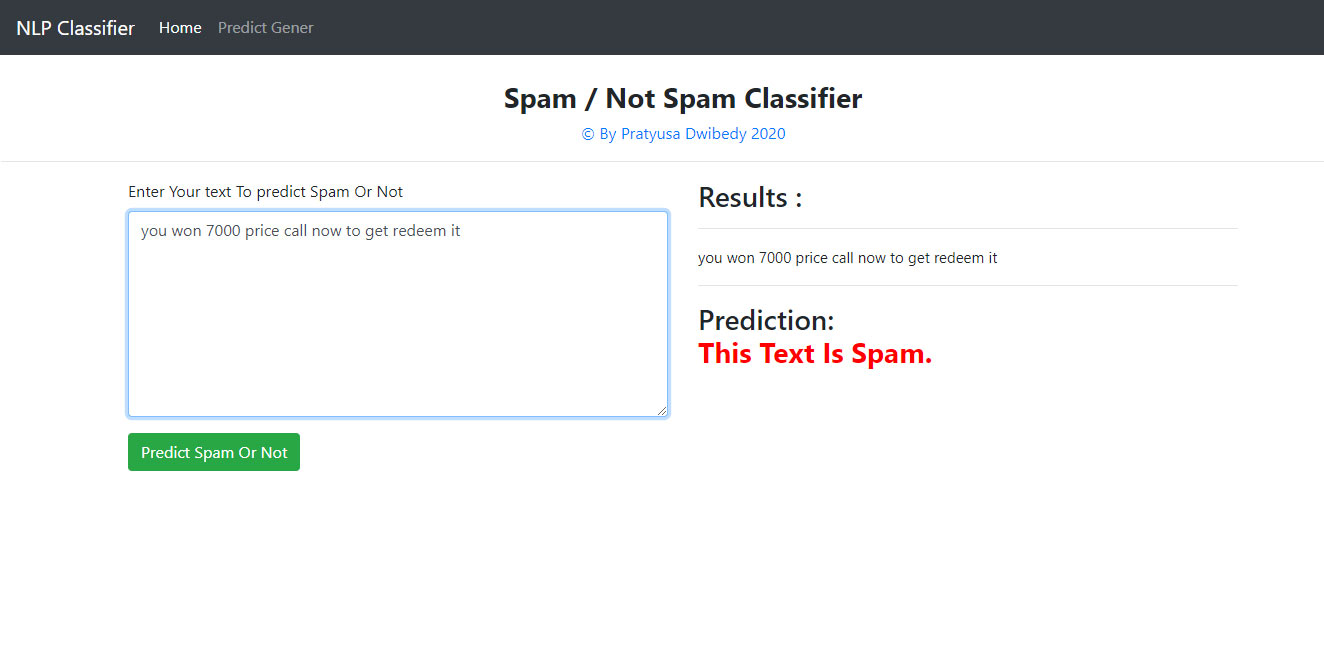 NLP Classifier Home Predict Gener
Spam / Not Spam Classifier
© By Pratyusa Dwibedy 2020
Enter Your text To predict Spam Or Not
you won 7000 price call now to get redeem it
Predict Spam Or Not
Results :
you won 7000 price call now to get redeem it
Prediction:
This Text Is Spam.